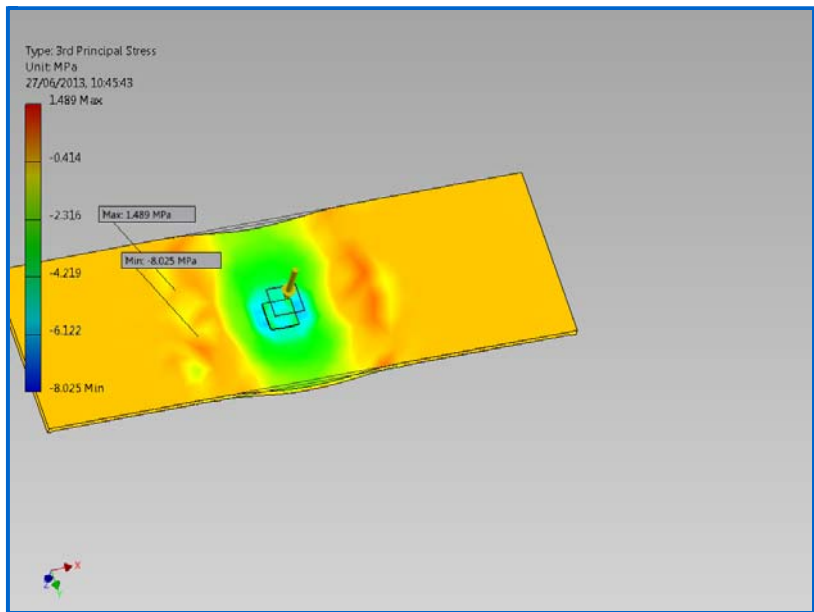 Type: 3rd Principal Stress
Unit: MPa
27/06/2013, 10:45:43
1.489 Max
-0.414
-2.316
-4.219
-6.122
-8.025 Min
Max: 1.489 MPa
Min: -8.025 MPa
X
Z
Y